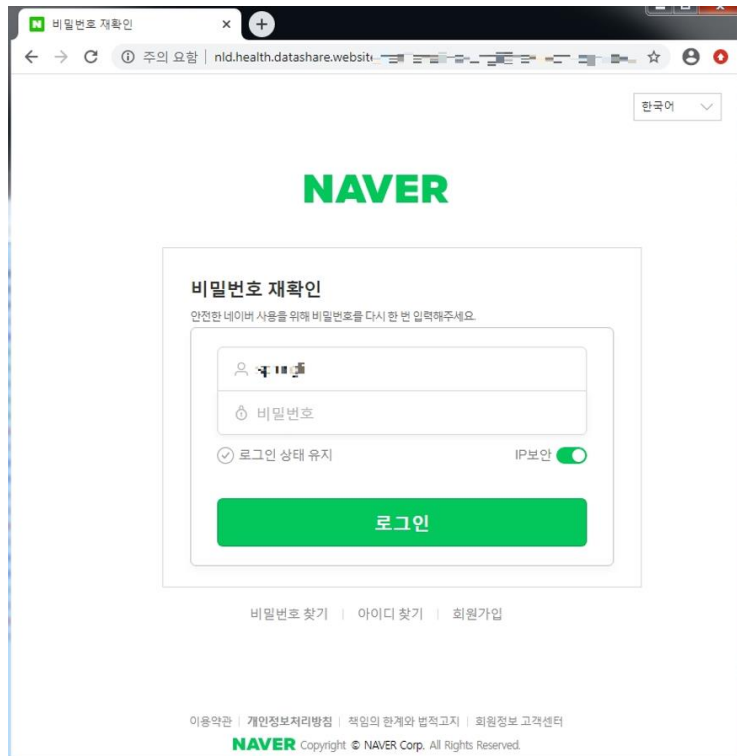 비밀번호 재확인
주의 요함 | nld.health.datashare.website
한국어
NAVER
비밀번호 재확인
안전한 네이버 사용을 위해 비밀번호를 다시 한 번 입력해주세요.
비밀번호
로그인 상태 유지 IP보안
로그인
비밀번호 찾기 | 아이디 찾기 | 회원가입
이용약관 | 개인정보처리방침 | 책임의 한계와 법적고지 | 회원정보 고객센터
NAVER Copyright © NAVER Corp. All Rights Reserved.